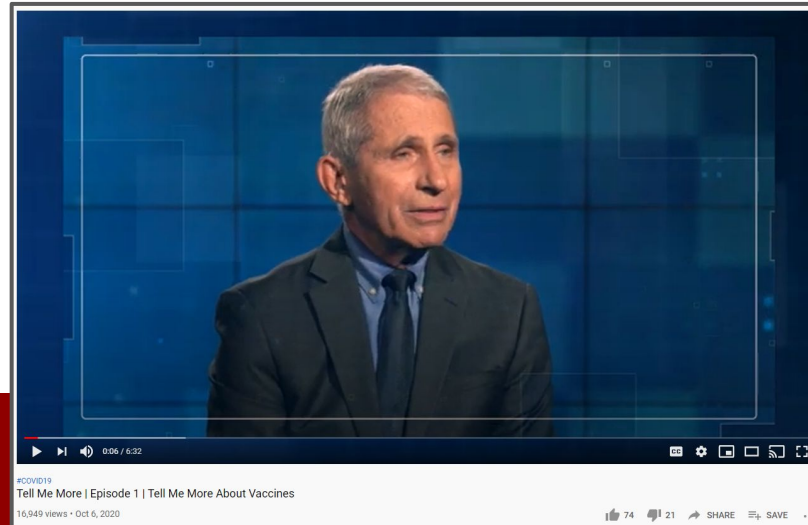 0:06 / 6:32
CC
#COVID19
Tell Me More | Episode 1 | Tell Me More About Vaccines
16,949 views • Oct 6, 2020
74 21 SHARE SAVE